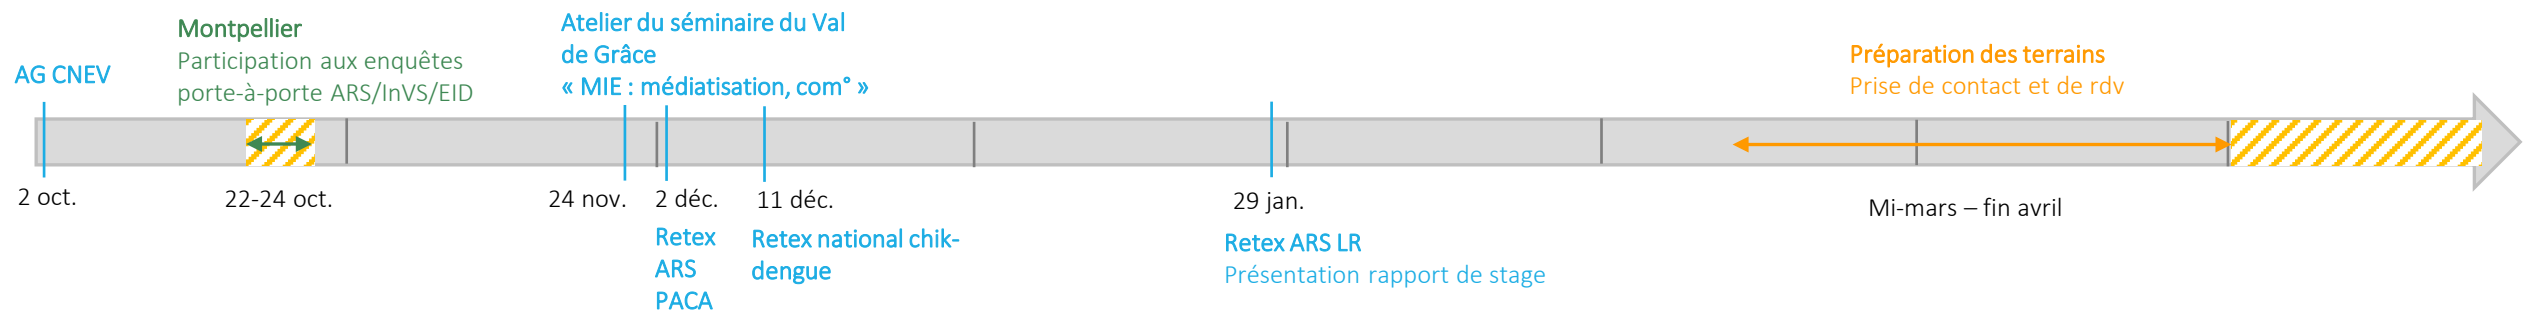 AG CNEV
2 oct.
Montpellier
Participation aux enquêtes
porte-à-porte ARS/InVS/EID
22-24 oct.
Atelier du séminaire du Val
de Grâce
« MIE : médiatisation, com° »
24 nov.
2 déc.
Retex
ARS
PACA
11 déc.
Retex national chik-
dengue
29 jan.
Retex ARS LR
Présentation rapport de stage
Préparation des terrains
Prise de contact et de rdv
Mi-mars – fin avril